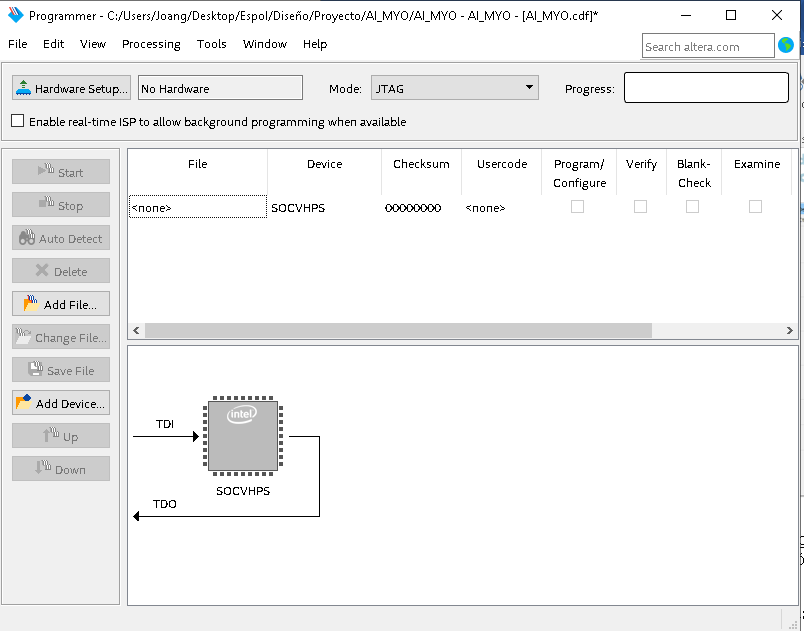 Programmer - C:/Users/Joang/Desktop/Espol/Diseño/Proyecto/AI_MYO/AI_MYO - AI_MYO - [AI_MYO.cdf]*
File Edit View Processing Tools Window Help
Search altera.com
Hardware Setup... No Hardware Mode: JTAG Progress:
Enable real-time ISP to allow background programming when available
Start
Stop
Auto Detect
Delete
Add File...
Change File...
Save File
Add Device...
Up
Down
File Device Checksum Usercode Program/ Verify Blank- Examine
Configure Check
<none> SOCVHPS 00000000 <none>
intel
TDI
SOCVHPS
TDO